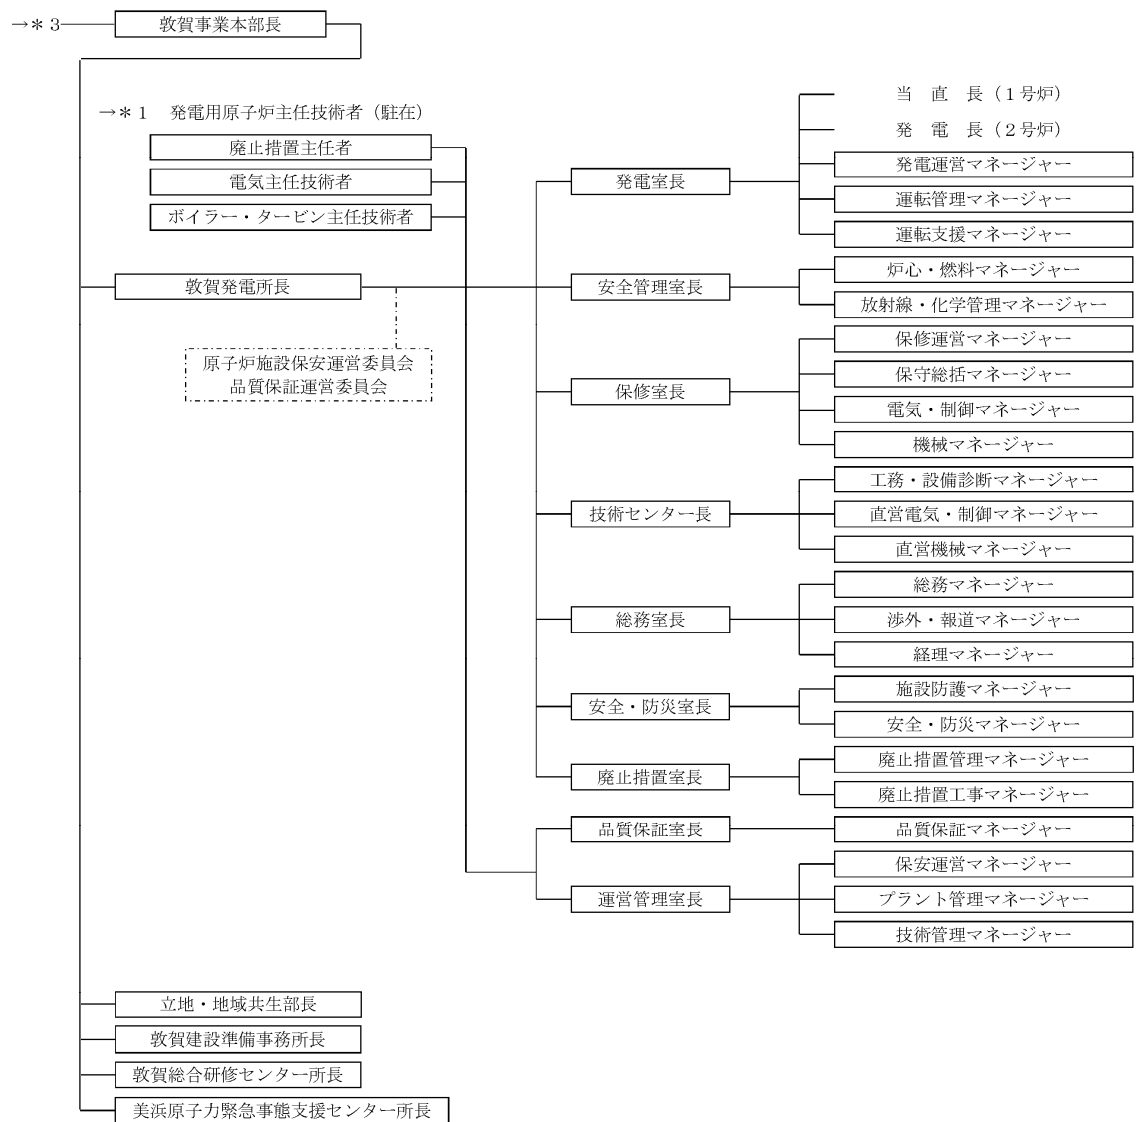 →＊３ 敦賀事業本部長
→＊１ 発電用原子炉主任技術者（駐在）
廃止措置主任者
電気主任技術者
ボイラー・タービン主任技術者
敦賀発電所長
原子炉施設保安運営委員会
品質保証運営委員会
発電室長
当　直　長（１号炉）
発　電　長（２号炉）
発電運営マネージャー
運転管理マネージャー
運転支援マネージャー
安全管理室長
炉心・燃料マネージャー
放射線・化学管理マネージャー
保修室長
保修運営マネージャー
保守総括マネージャー
電気・制御マネージャー
機械マネージャー
技術センター長
工務・設備診断マネージャー
直営電気・制御マネージャー
直営機械マネージャー
総務室長
総務マネージャー
渉外・報道マネージャー
経理マネージャー
安全・防災室長
施設防護マネージャー
安全・防災マネージャー
廃止措置室長
廃止措置管理マネージャー
廃止措置工事マネージャー
品質保証室長
品質保証マネージャー
運営管理室長
保安運営マネージャー
プラント管理マネージャー
技術管理マネージャー
立地・地域共生部長
敦賀建設準備事務所長
敦賀総合研修センター所長
美浜原子力緊急事態支援センター所長